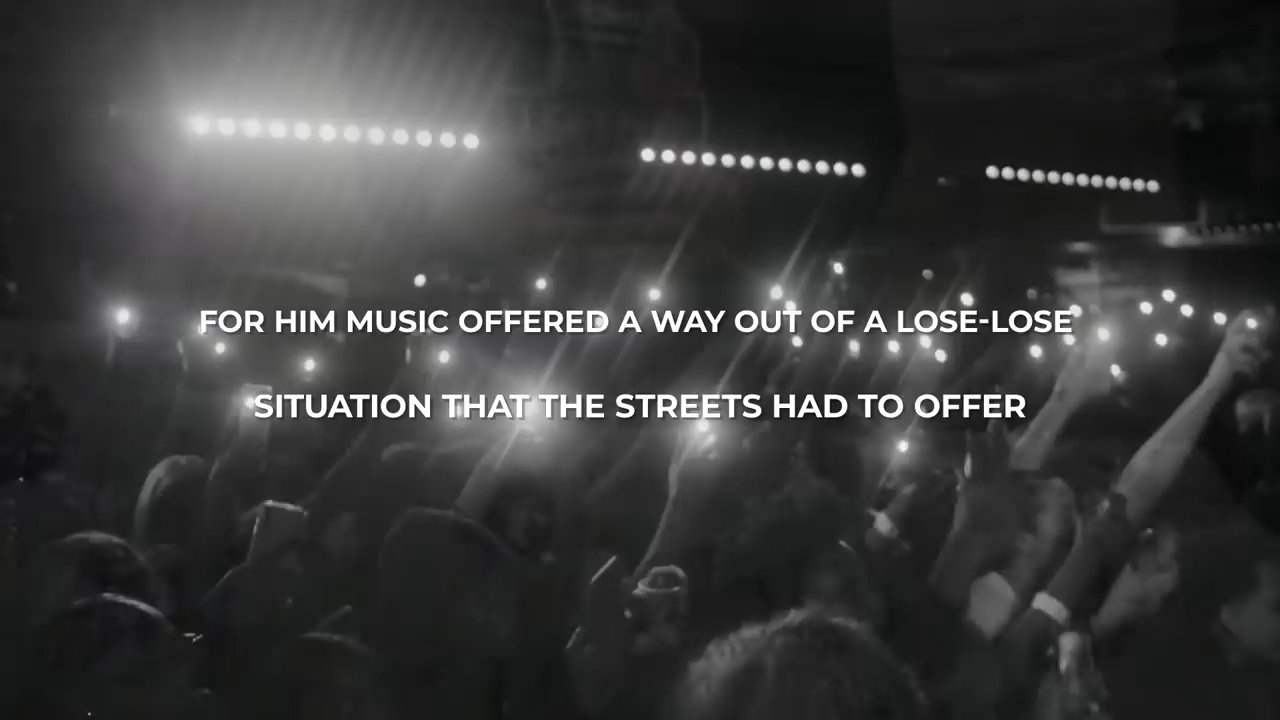 FOR HIM MUSIC OFFERED A WAY OUT OF A LOSE-LOSE
SITUATION THAT THE STREETS HAD TO OFFER